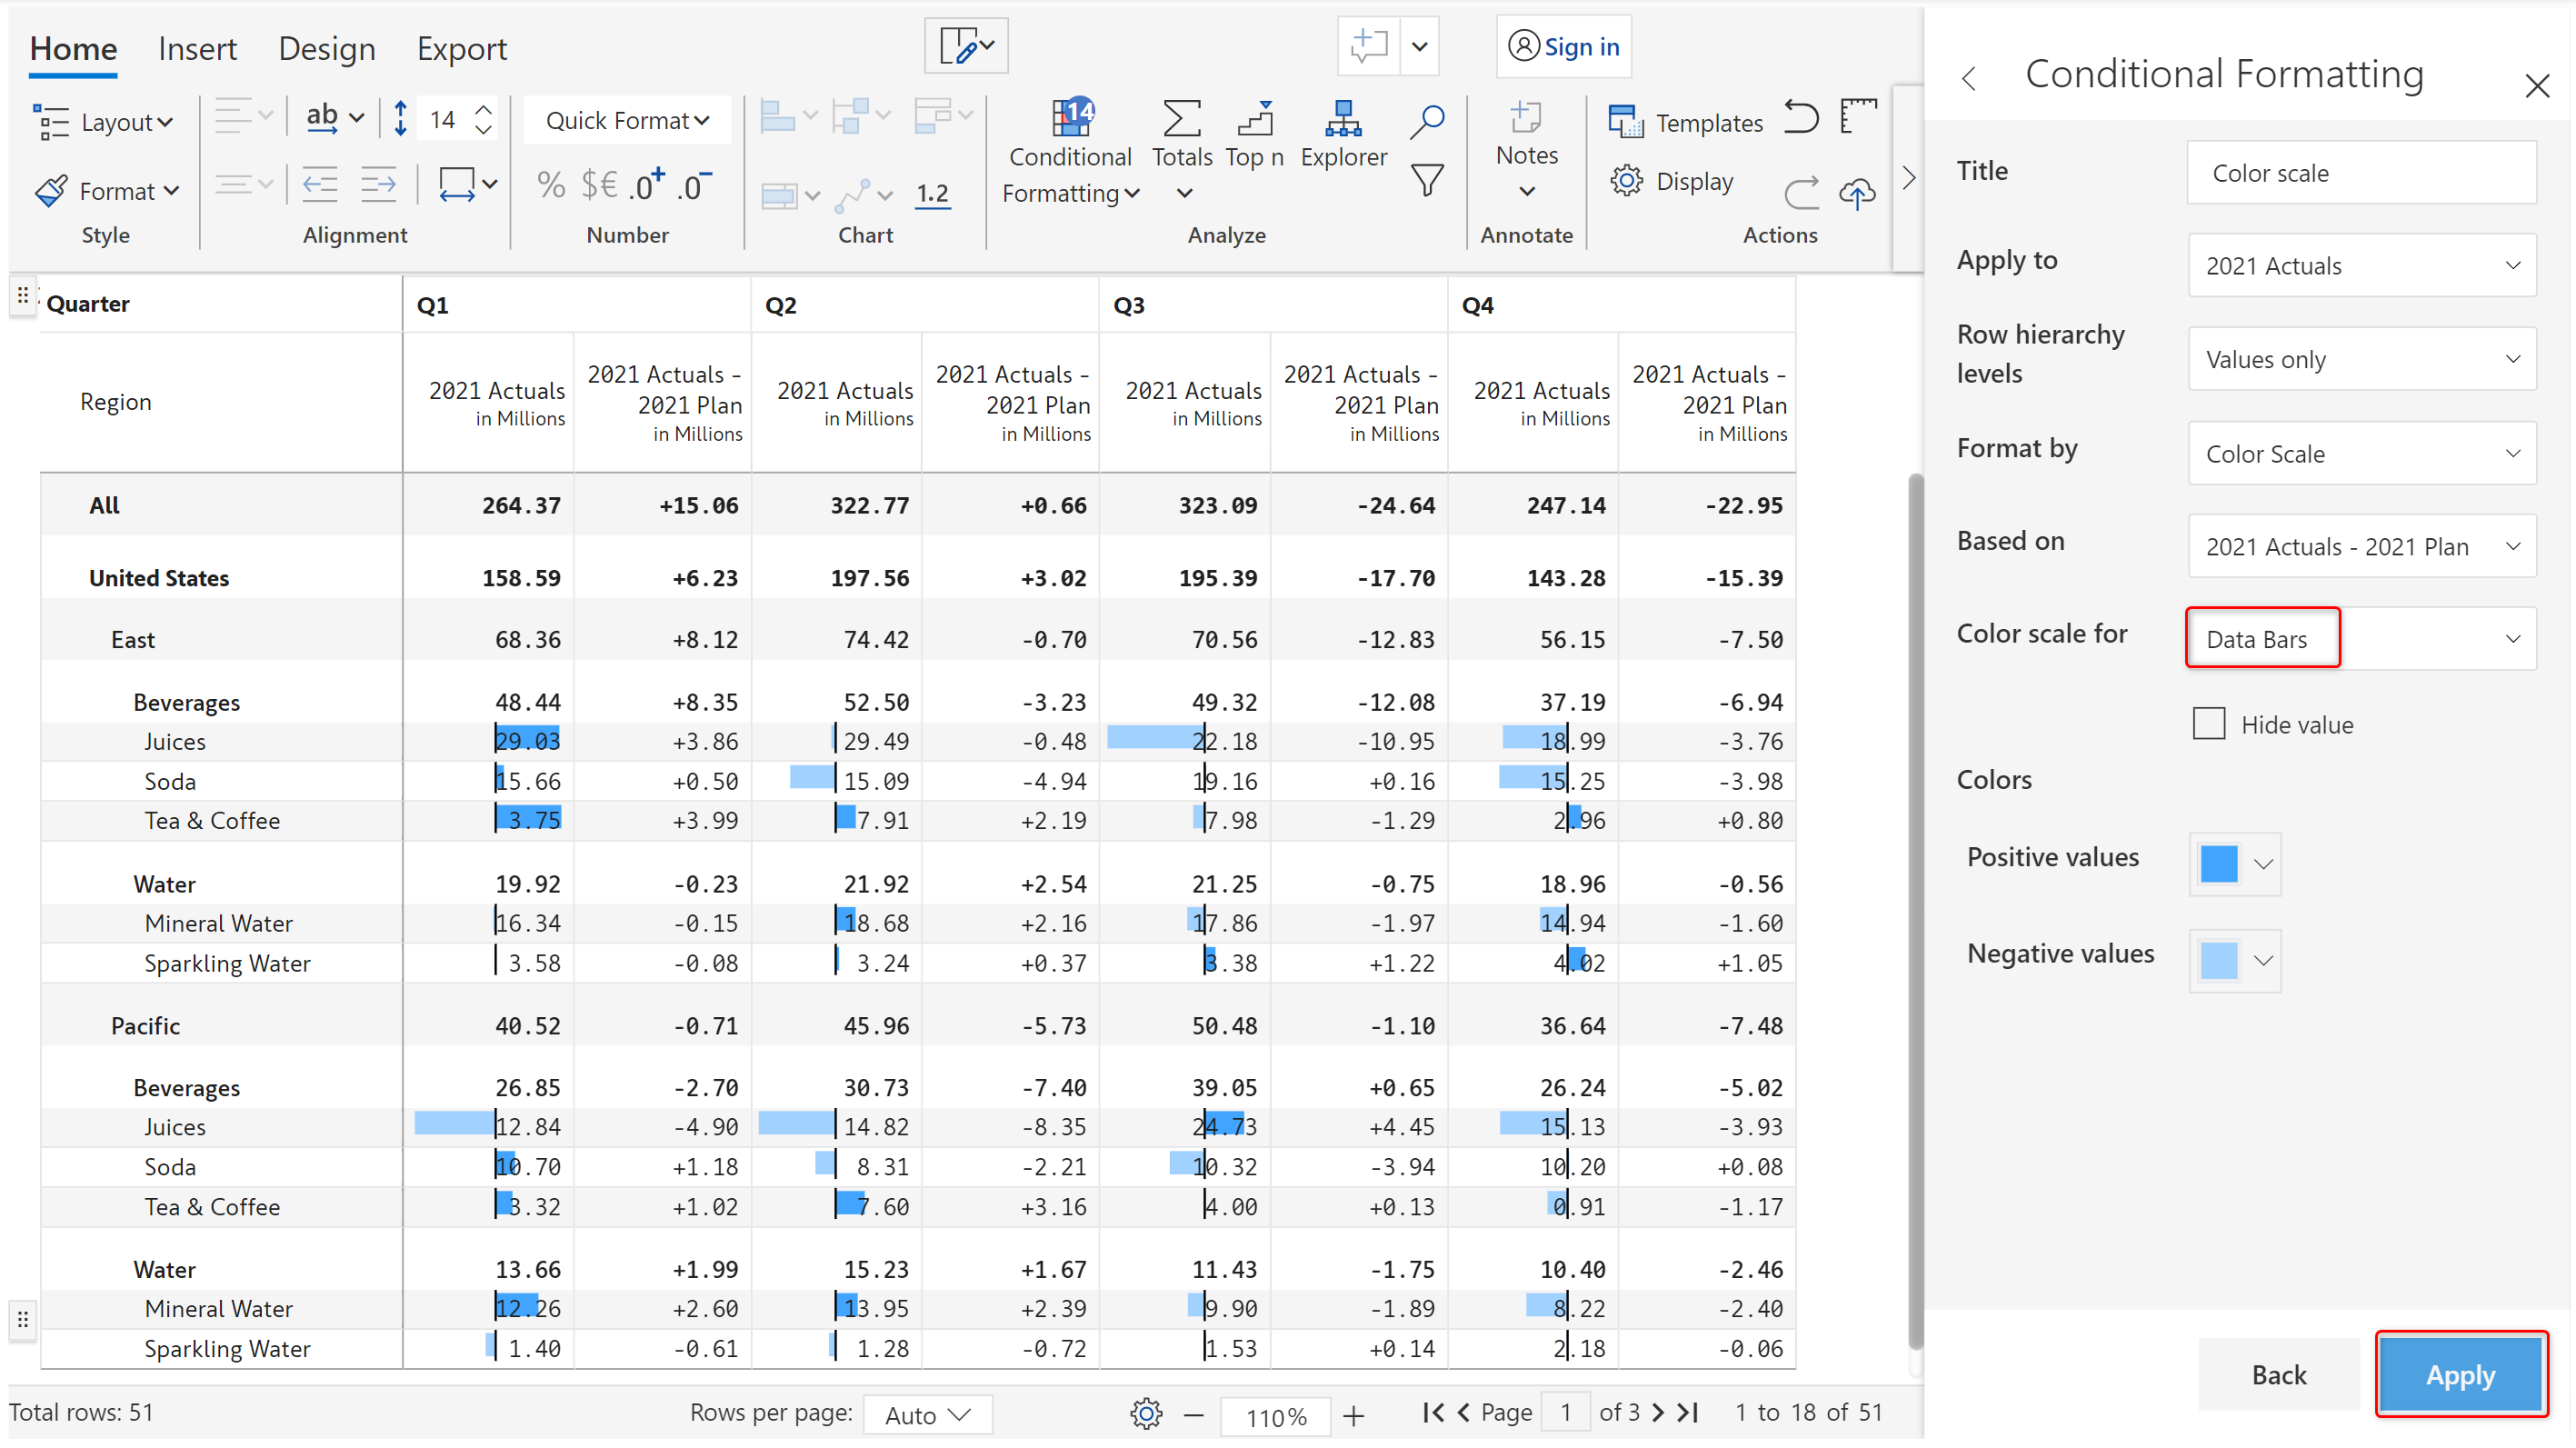 Home Insert Design Export
Sign in
Layout ab 14 Quick Format
Format % $€ .0+ .0- 1.2
14
Conditional Formatting Totals Top n Explorer
Notes
Templates
Display
Style Alignment Number Chart Analyze Annotate Actions
Quarter Q1 Q2 Q3 Q4
Region 2021 Actuals in Millions 2021 Actuals - 2021 Plan in Millions 2021 Actuals in Millions 2021 Actuals - 2021 Plan in Millions 2021 Actuals in Millions 2021 Actuals - 2021 Plan in Millions 2021 Actuals in Millions 2021 Actuals - 2021 Plan in Millions
All 264.37 +15.06 322.77 +0.66 323.09 -24.64 247.14 -22.95
United States 158.59 +6.23 197.56 +3.02 195.39 -17.70 143.28 -15.39
East 68.36 +8.12 74.42 -0.70 70.56 -12.83 56.15 -7.50
Beverages 48.44 +8.35 52.50 -3.23 49.32 -12.08 37.19 -6.94
Juices 29.03 +3.86 29.49 -0.48 22.18 -10.95 18.99 -3.76
Soda 15.66 +0.50 15.09 -4.94 19.16 +0.16 15.25 -3.98
Tea & Coffee 3.75 +3.99 7.91 +2.19 7.98 -1.29 2.96 +0.80
Water 19.92 -0.23 21.92 +2.54 21.25 -0.75 18.96 -0.56
Mineral Water 16.34 -0.15 18.68 +2.16 17.86 -1.97 14.94 -1.60
Sparkling Water 3.58 -0.08 3.24 +0.37 3.38 +1.22 4.02 +1.05
Pacific 40.52 -0.71 45.96 -5.73 50.48 -1.10 36.64 -7.48
Beverages 26.85 -2.70 30.73 -7.40 39.05 +0.65 26.24 -5.02
Juices 12.84 -4.90 14.82 -8.35 24.73 +4.45 15.13 -3.93
Soda 10.70 +1.18 8.31 -2.21 10.32 -3.94 10.20 +0.08
Tea & Coffee 3.32 +1.02 7.60 +3.16 4.00 +0.13 0.91 -1.17
Water 13.66 +1.99 15.23 +1.67 11.43 -1.75 10.40 -2.46
Mineral Water 12.26 +2.60 13.95 +2.39 9.90 -1.89 8.22 -2.40
Sparkling Water 1.40 -0.61 1.28 -0.72 1.53 +0.14 2.18 -0.06
Total rows: 51 Rows per page: Auto 110% Page 1 of 3 1 to 18 of 51
Conditional Formatting
Title Color scale
Apply to 2021 Actuals
Row hierarchy levels Values only
Format by Color Scale
Based on 2021 Actuals - 2021 Plan
Color scale for Data Bars
Hide value
Colors
Positive values
Negative values
Back Apply